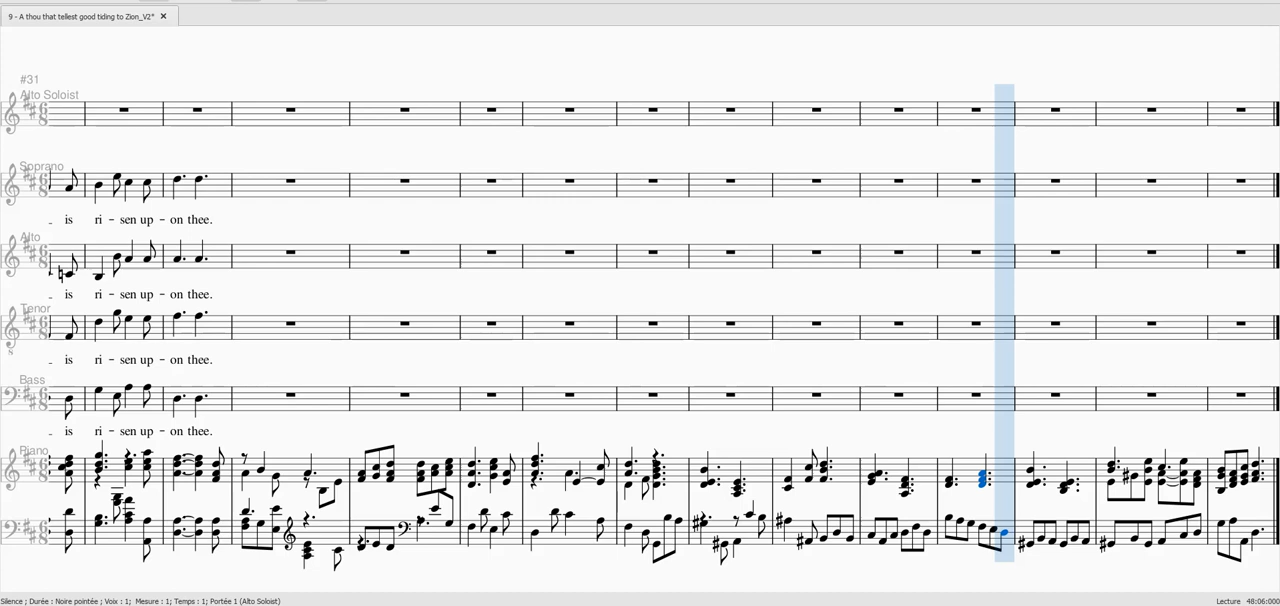 9 - A thou that tellest good tiding to Zion_V2*
#31
Alto Soloist
Soprano
is ri - sen up - on thee.
Alto
is ri - sen up - on thee.
Tenor
is ri - sen up - on thee.
Bass
is ri - sen up - on thee.
Piano
Silence ; Durée : Noire pointée ; Voix : 1; Mesure : 1; Temps : 1; Portée 1 (Alto Soloist)
Lecture 48:06:000